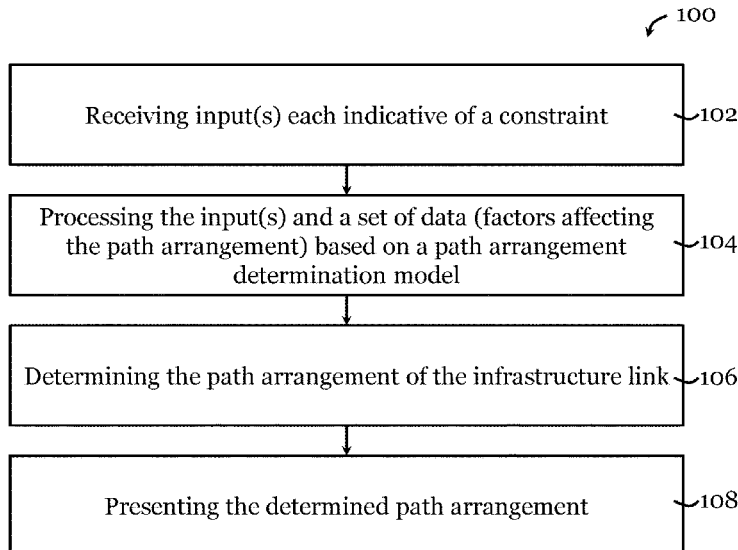 100
Receiving input(s) each indicative of a constraint
102
Processing the input(s) and a set of data (factors affecting
the path arrangement) based on a path arrangement
determination model
104
Determining the path arrangement of the infrastructure link
106
Presenting the determined path arrangement
108